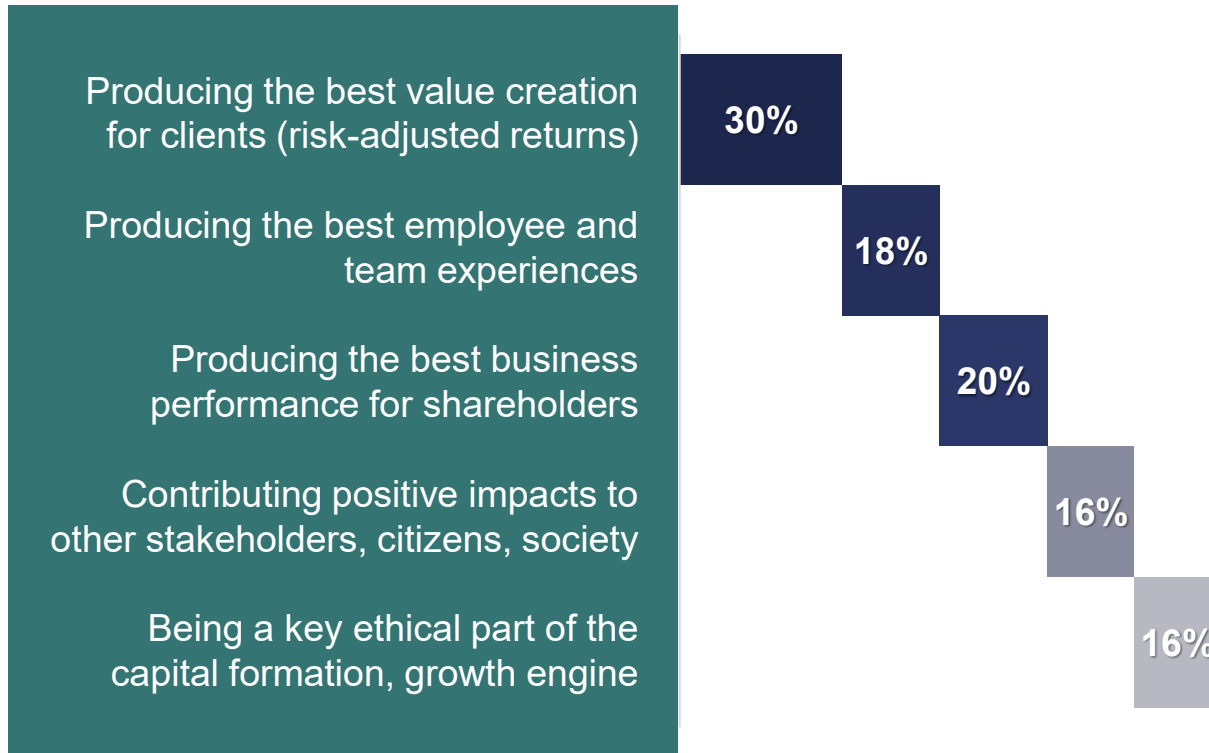 Producing the best value creation
for clients (risk-adjusted returns)
30%
Producing the best employee and
team experiences
18%
Producing the best business
performance for shareholders
20%
Contributing positive impacts to
other stakeholders, citizens, society
16%
Being a key ethical part of the
capital formation, growth engine
16%